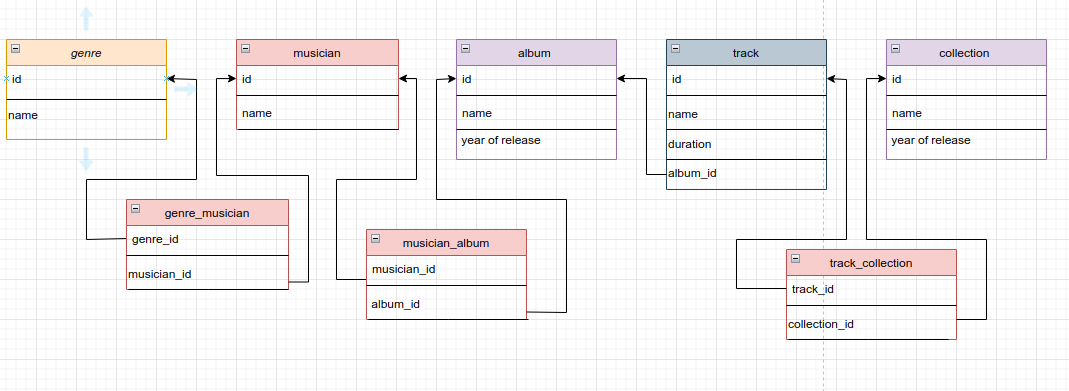 genre
id
name
musician
id
name
album
id
name
year of release
track
id
name
duration
album_id
collection
id
name
year of release
genre_musician
genre_id
musician_id
musician_album
musician_id
album_id
track_collection
track_id
collection_id